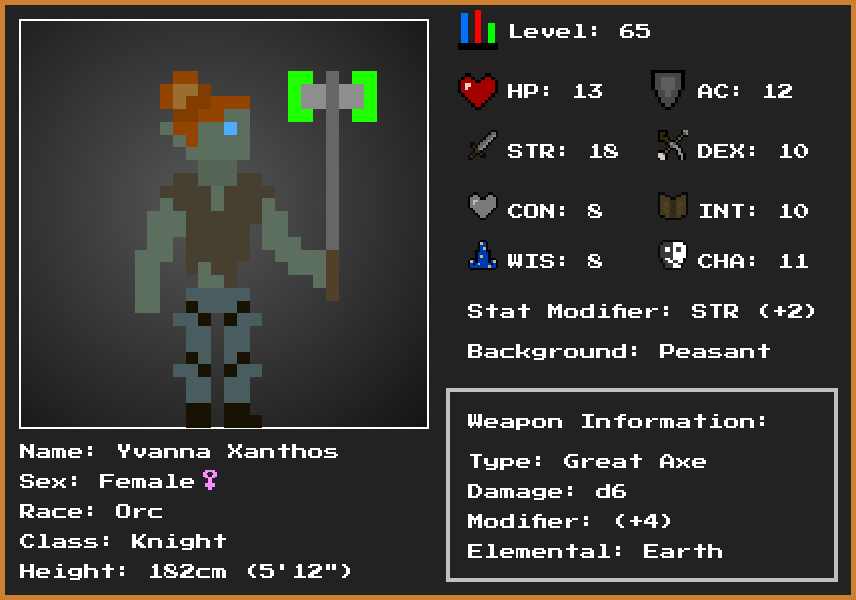 Level: 65
HP: 13 AC: 12
STR: 18 DEX: 10
CON: 8 INT: 10
WIS: 8 CHA: 11
Stat Modifier: STR (+2)
Background: Peasant
Weapon Information:
Type: Great Axe
Damage: d6
Modifier: (+4)
Elemental: Earth
Name: Yvanna Xanthos
Sex: Female♀
Race: Orc
Class: Knight
Height: 182cm (5'12")